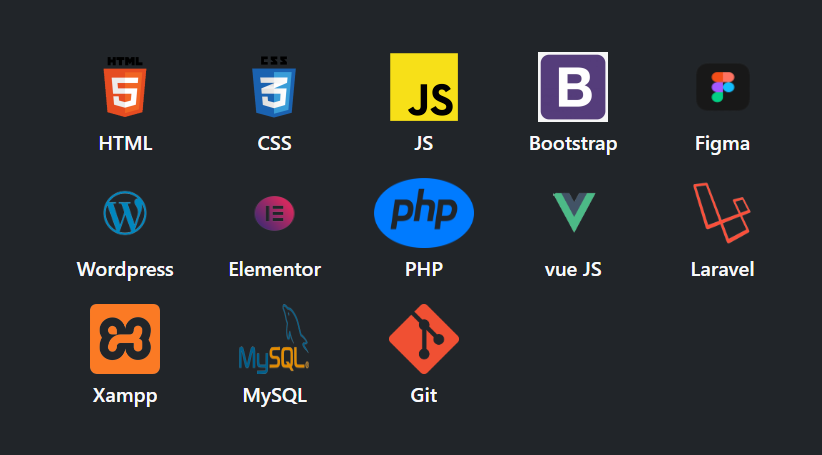 HTML
5
CSS
3
JS
B
HTML
CSS
JS
Bootstrap
Figma
php
Wordpress
Elementor
PHP
vue JS
Laravel
MySQL
Xampp
MySQL
Git